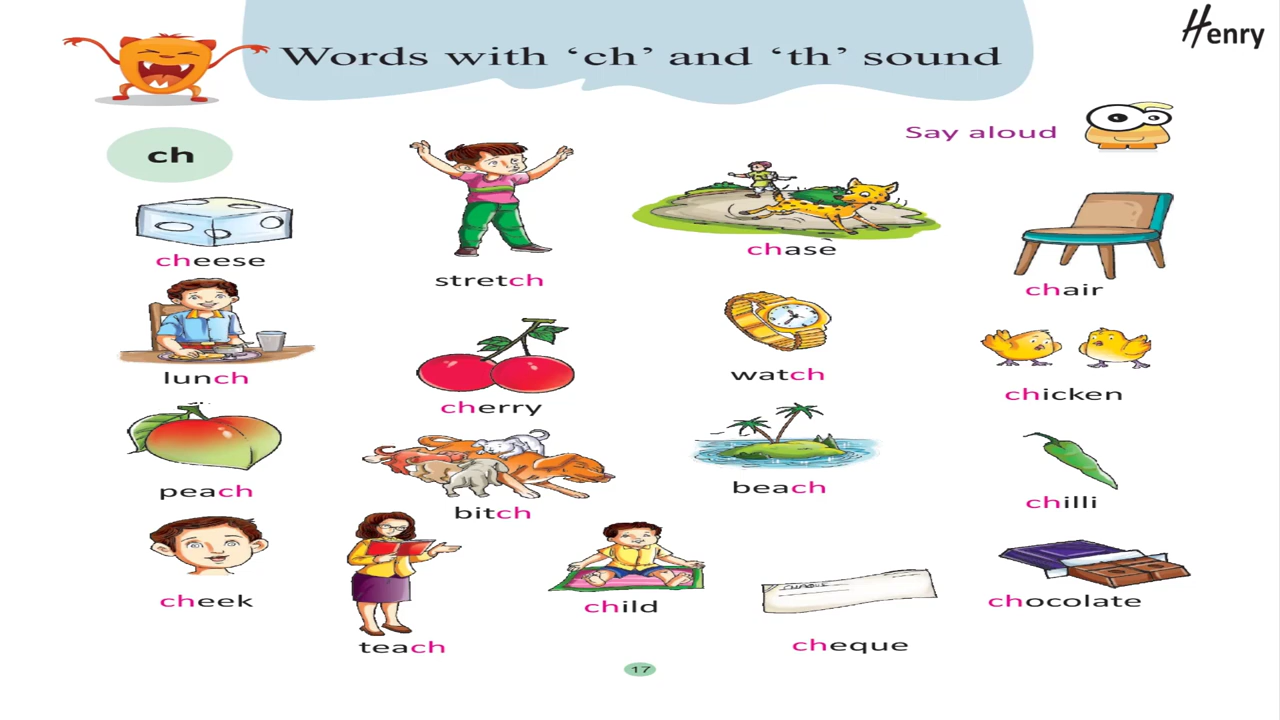 Henry
Words with ‘ch’ and ‘th’ sound
Say aloud
ch
cheese
stretch
chase
chair
lunch
cherry
watch
chicken
peach
bitch
beach
chilli
cheek
teach
child
cheque
chocolate
17